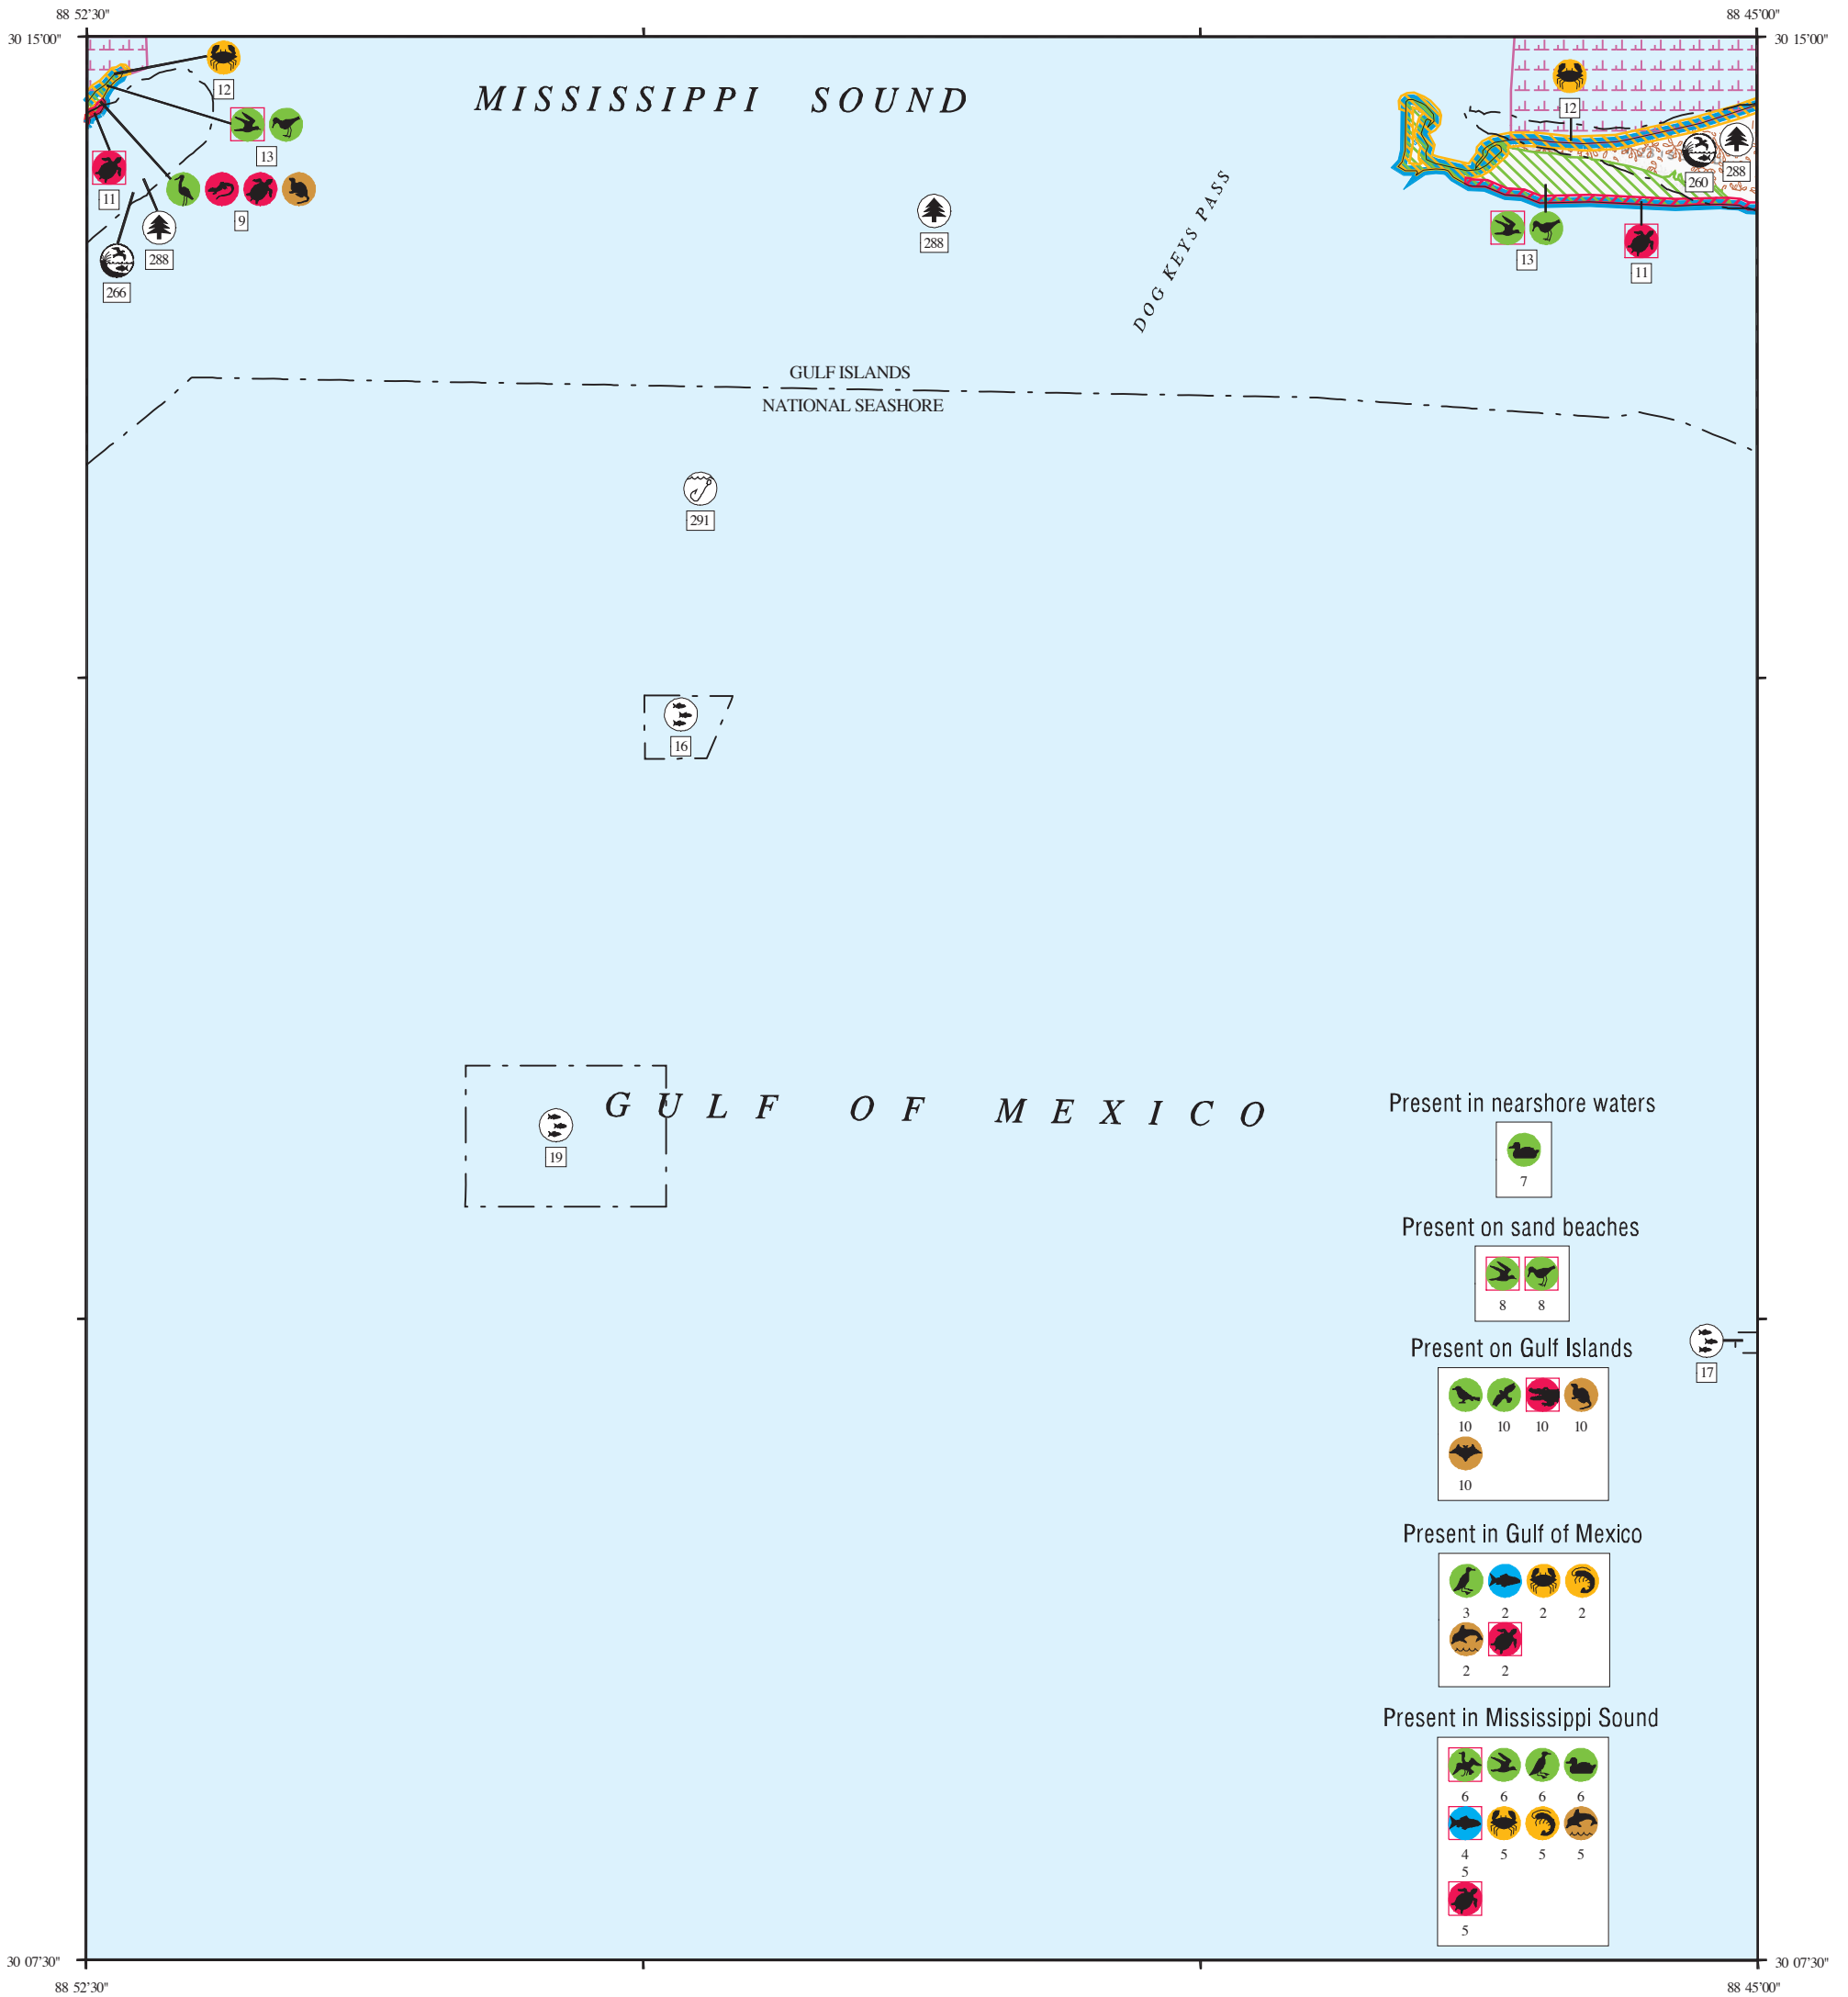 88 52'30"
88 45'00"
30 15'00"
30 15'00"
12
MISSISSIPPI SOUND
12
13
11
9
288
266
288
DOG KEYS PASS
260
288
13
11
GULF ISLANDS
NATIONAL SEASHORE
291
16
GULF OF MEXICO
19
Present in nearshore waters
7
Present on sand beaches
8 8
17
Present on Gulf Islands
10 10 10 10
10
Present in Gulf of Mexico
3 2 2 2
2 2
Present in Mississippi Sound
6 6 6 6
4 5 5 5
5
5
30 07'30"
30 07'30"
88 52'30"
88 45'00"